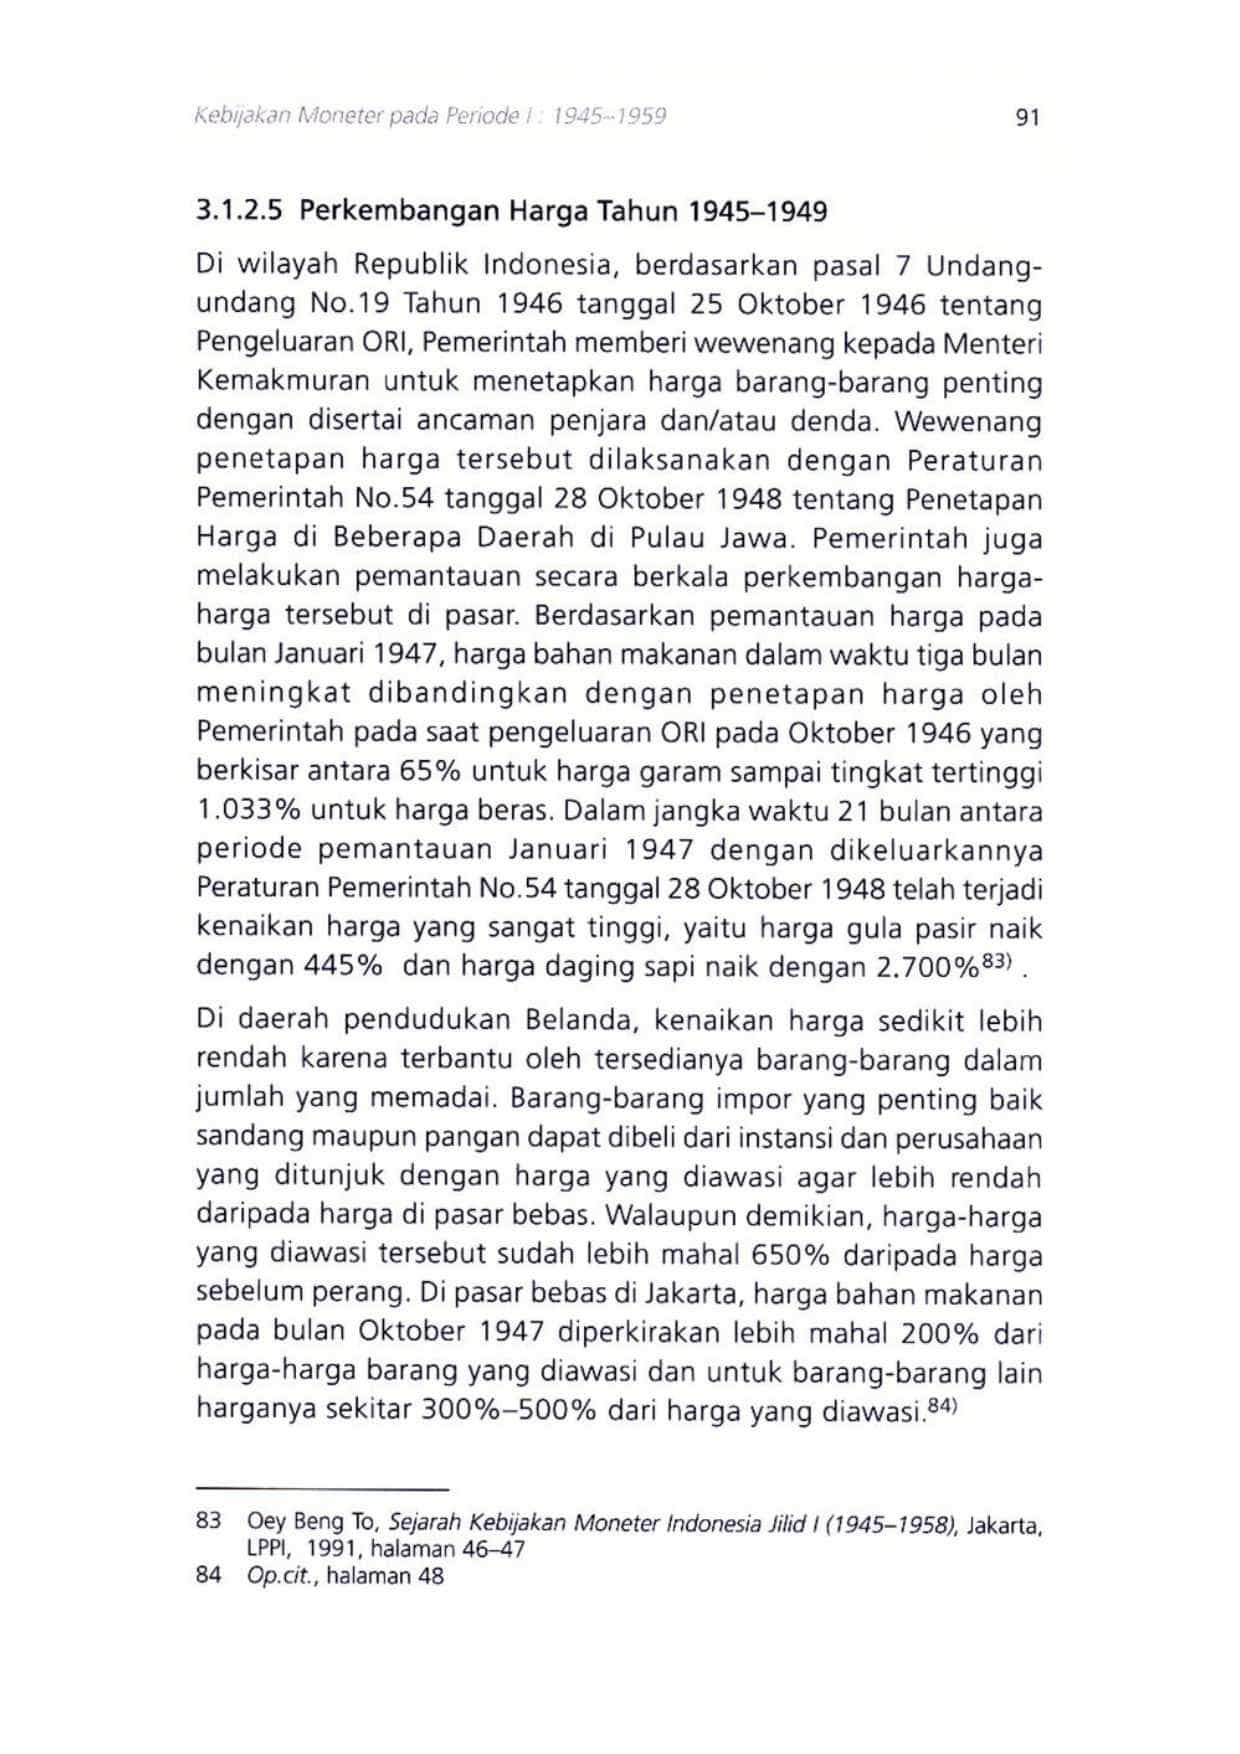 Kebijakan Moneter pada Periode I : 1945–1959 91
3.1.2.5 Perkembangan Harga Tahun 1945–1949
Di wilayah Republik Indonesia, berdasarkan pasal 7 Undang-
undang No.19 Tahun 1946 tanggal 25 Oktober 1946 tentang
Pengeluaran ORI, Pemerintah memberi wewenang kepada Menteri
Kemakmuran untuk menetapkan harga barang-barang penting
dengan disertai ancaman penjara dan/atau denda. Wewenang
penetapan harga tersebut dilaksanakan dengan Peraturan
Pemerintah No.54 tanggal 28 Oktober 1948 tentang Penetapan
Harga di Beberapa Daerah di Pulau Jawa. Pemerintah juga
melakukan pemantauan secara berkala perkembangan harga-
harga tersebut di pasar. Berdasarkan pemantauan harga pada
bulan Januari 1947, harga bahan makanan dalam waktu tiga bulan
meningkat dibandingkan dengan penetapan harga oleh
Pemerintah pada saat pengeluaran ORI pada Oktober 1946 yang
berkisar antara 65% untuk harga garam sampai tingkat tertinggi
1.033% untuk harga beras. Dalam jangka waktu 21 bulan antara
periode pemantauan Januari 1947 dengan dikeluarkannya
Peraturan Pemerintah No.54 tanggal 28 Oktober 1948 telah terjadi
kenaikan harga yang sangat tinggi, yaitu harga gula pasir naik
dengan 445% dan harga daging sapi naik dengan 2.700%83) .
Di daerah pendudukan Belanda, kenaikan harga sedikit lebih
rendah karena terbantu oleh tersedianya barang-barang dalam
jumlah yang memadai. Barang-barang impor yang penting baik
sandang maupun pangan dapat dibeli dari instansi dan perusahaan
yang ditunjuk dengan harga yang diawasi agar lebih rendah
daripada harga di pasar bebas. Walaupun demikian, harga-harga
yang diawasi tersebut sudah lebih mahal 650% daripada harga
sebelum perang. Di pasar bebas di Jakarta, harga bahan makanan
pada bulan Oktober 1947 diperkirakan lebih mahal 200% dari
harga-harga barang yang diawasi dan untuk barang-barang lain
harganya sekitar 300%–500% dari harga yang diawasi.84)
83 Oey Beng To, Sejarah Kebijakan Moneter Indonesia Jilid I (1945–1958), Jakarta,
LPPI, 1991, halaman 46–47
84 Op.cit., halaman 48